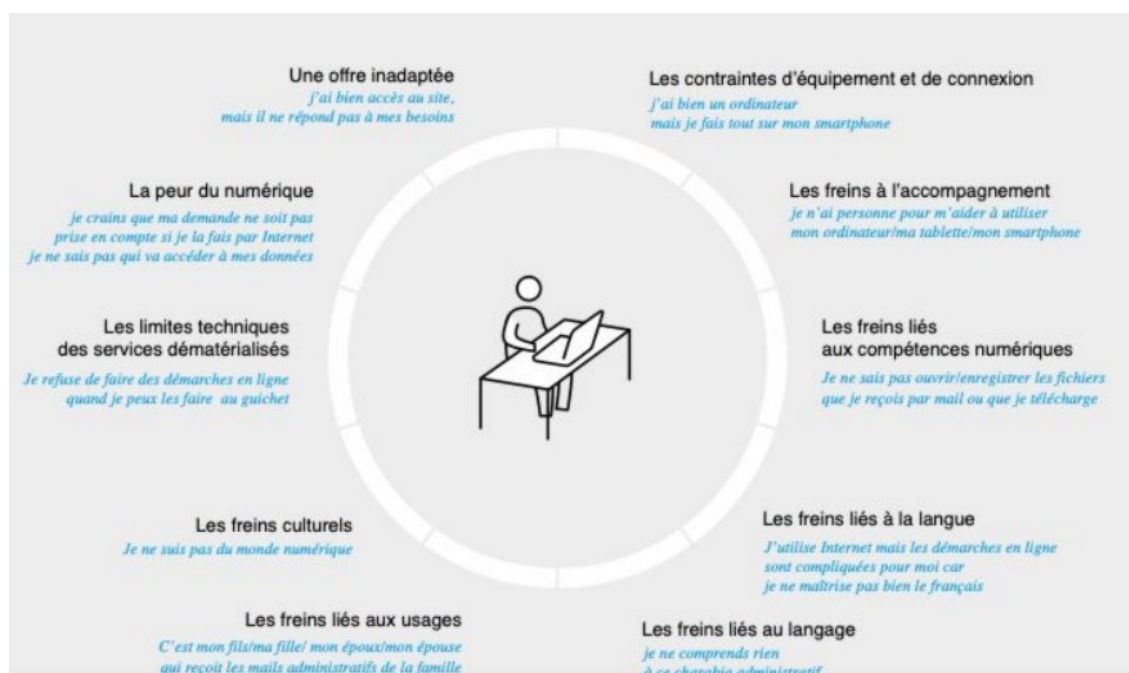 Une offre inadaptée
j'ai bien accès au site,
mais il ne répond pas à mes besoins
Les contraintes d'équipement et de connexion
j'ai bien un ordinateur
mais je fais tout sur mon smartphone
La peur du numérique
je crains que ma demande ne soit pas
prise en compte si je la fais par Internet
je ne sais pas qui va accéder à mes données
Les freins à l'accompagnement
je n'ai personne pour m'aider à utiliser
mon ordinateur/ma tablette/mon smartphone
Les limites techniques
des services dématérialisés
Je refuse de faire des démarches en ligne
quand je peux les faire au guichet
Les freins liés
aux compétences numériques
Je ne sais pas ouvrir/enregistrer les fichiers
que je reçois par mail ou que je télécharge
Les freins culturels
Je ne suis pas du monde numérique
Les freins liés à la langue
J'utilise Internet mais les démarches en ligne
sont compliquées pour moi car
je ne maîtrise pas bien le français
Les freins liés aux usages
C'est mon fils/ma fille/ mon époux/mon épouse
qui reçoit les mails administratifs de la famille
Les freins liés au langage
je ne comprends rien
à ce charabia administratif